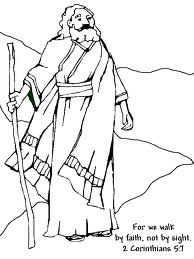 For we walk
by faith, not by sight.
2 Corinthians 5:7